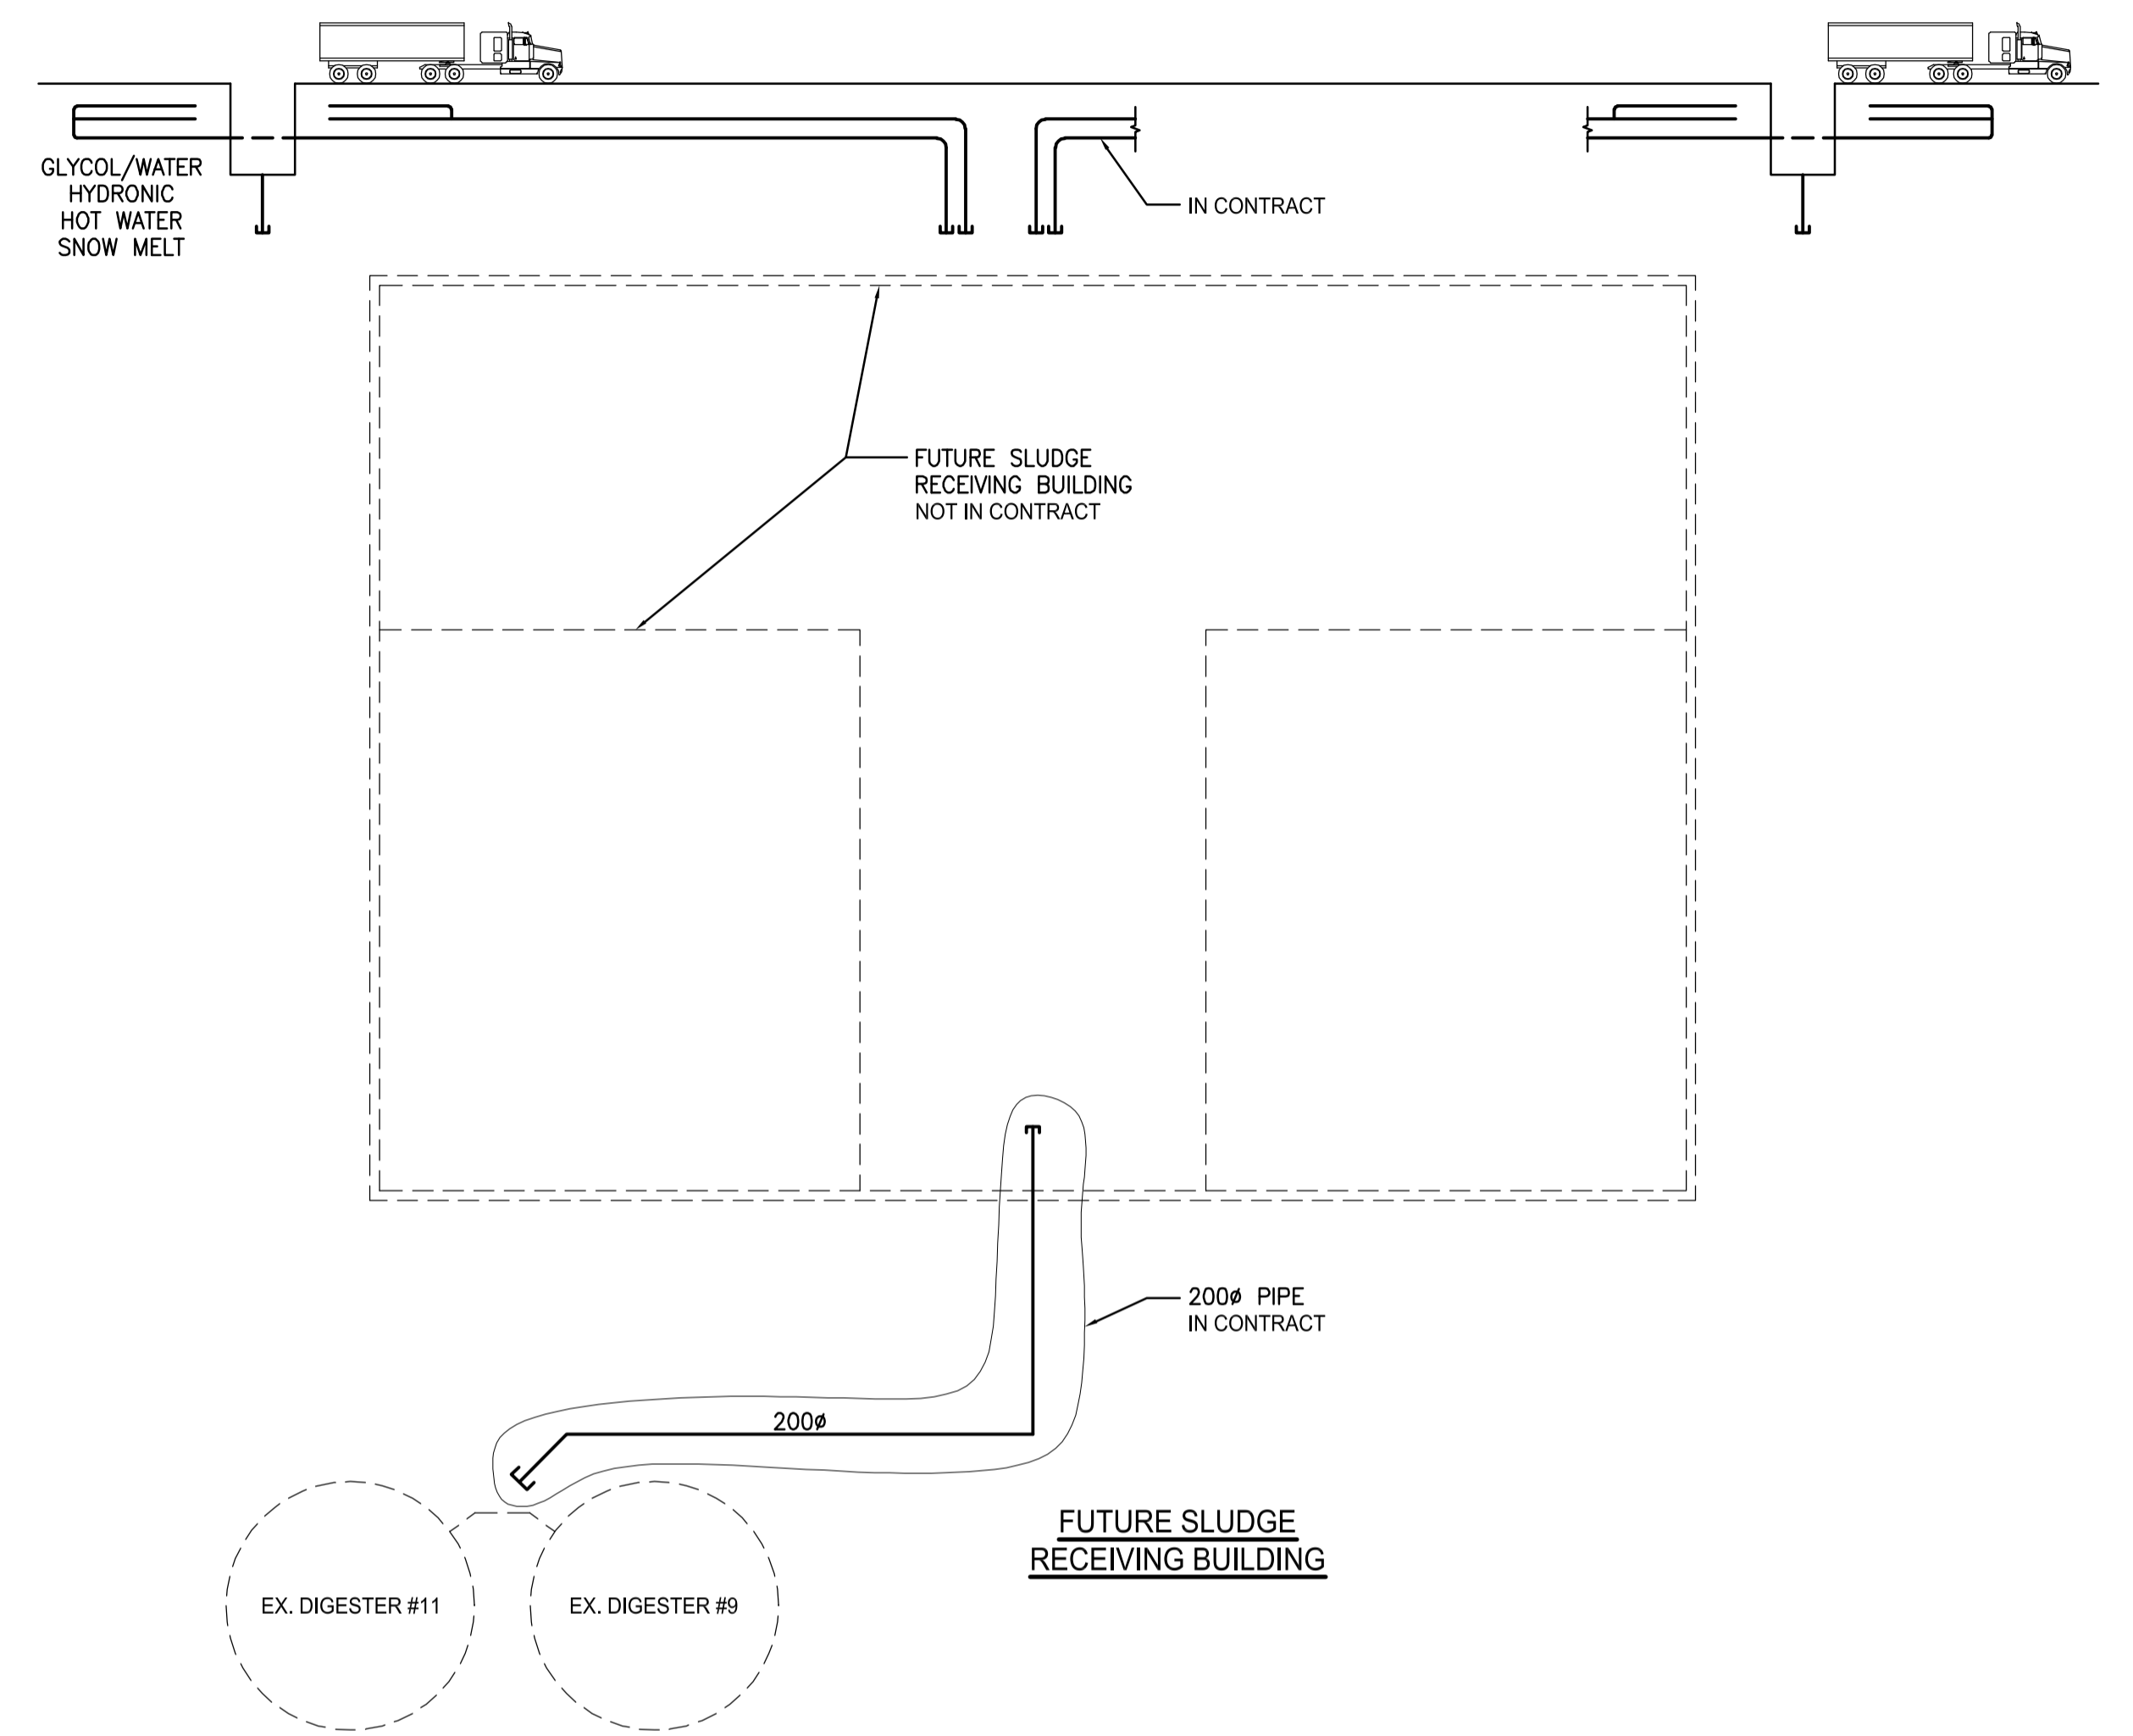 GLYCOL/WATER
HYDRONIC
HOT WATER
SNOW MELT
IN CONTRACT
FUTURE SLUDGE
RECEIVING BUILDING
NOT IN CONTRACT
200ø PIPE
IN CONTRACT
200ø
FUTURE SLUDGE
RECEIVING BUILDING
EX. DIGESTER #11
EX. DIGESTER #9